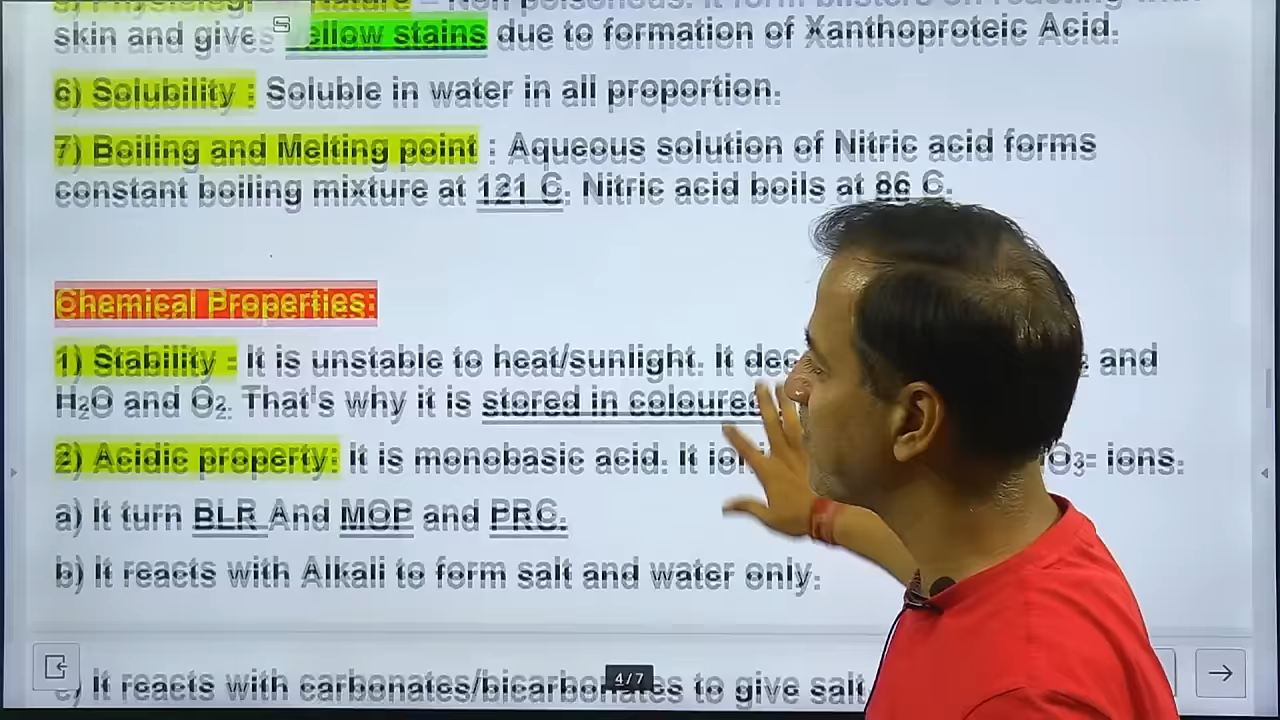 skin and gives ellow stains due to formation of Xanthoproteic Acid.
6) Solubility : Soluble in water in all proportion.
7) Boiling and Melting point : Aqueous solution of Nitric acid forms
constant boiling mixture at 121 C. Nitric acid boils at 86 C.
Chemical Properties:
1) Stability : It is unstable to heat/sunlight. It and
H₂O and O₂. That's why it is stored in coloured
2) Acidic property: It is monobasic acid. It ions.
a) It turn BLR And MOP and PRC.
b) It reacts with Alkali to form salt and water only.
It reacts with carbonates/bicarbonates to give salt
4 / 7